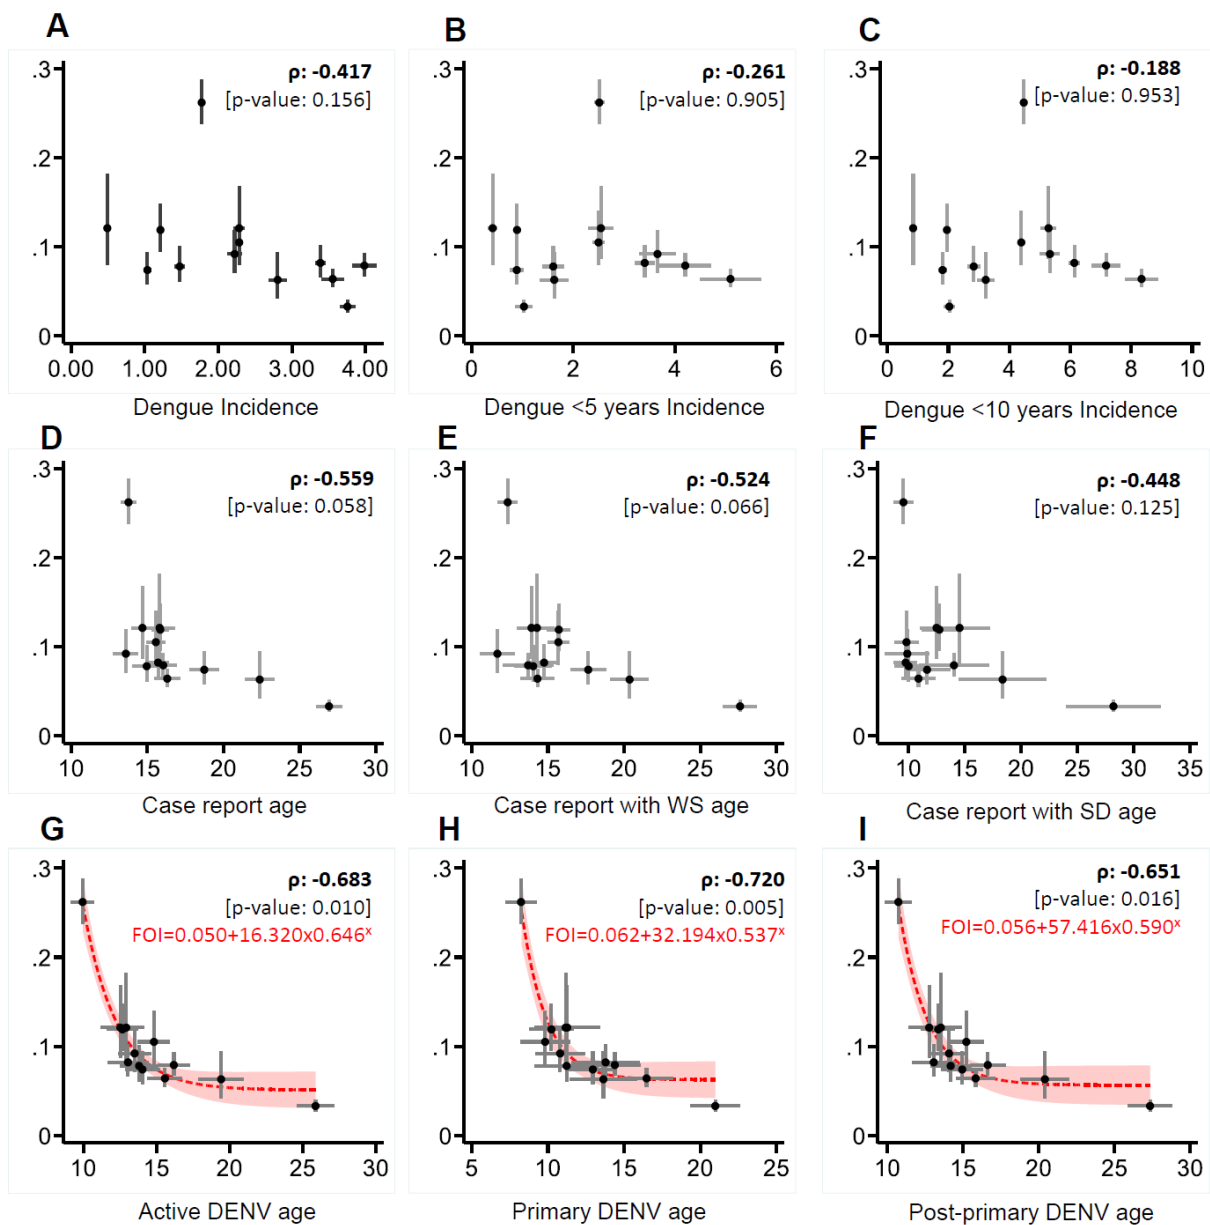 A
B
C
.3
.2
.1
0
ρ: -0.417
[p-value: 0.156]
0.00 1.00 2.00 3.00 4.00
Dengue Incidence
.3
.2
.1
0
ρ: -0.261
[p-value: 0.905]
0 2 4 6
Dengue <5 years Incidence
.3
.2
.1
0
ρ: -0.188
[p-value: 0.953]
0 2 4 6 8 10
Dengue <10 years Incidence
D
E
F
.3
.2
.1
0
ρ: -0.559
[p-value: 0.058]
10 15 20 25 30
Case report age
.3
.2
.1
0
ρ: -0.524
[p-value: 0.066]
10 15 20 25 30
Case report with WS age
.3
.2
.1
0
ρ: -0.448
[p-value: 0.125]
10 15 20 25 30 35
Case report with SD age
G
H
I
.3
.2
.1
0
ρ: -0.683
[p-value: 0.010]
FOI=0.050+16.320x0.646ˣ
10 15 20 25 30
Active DENV age
.3
.2
.1
0
ρ: -0.720
[p-value: 0.005]
FOI=0.062+32.194x0.537ˣ
5 10 15 20 25
Primary DENV age
.3
.2
.1
0
ρ: -0.651
[p-value: 0.016]
FOI=0.056+57.416x0.590ˣ
10 15 20 25 30
Post-primary DENV age